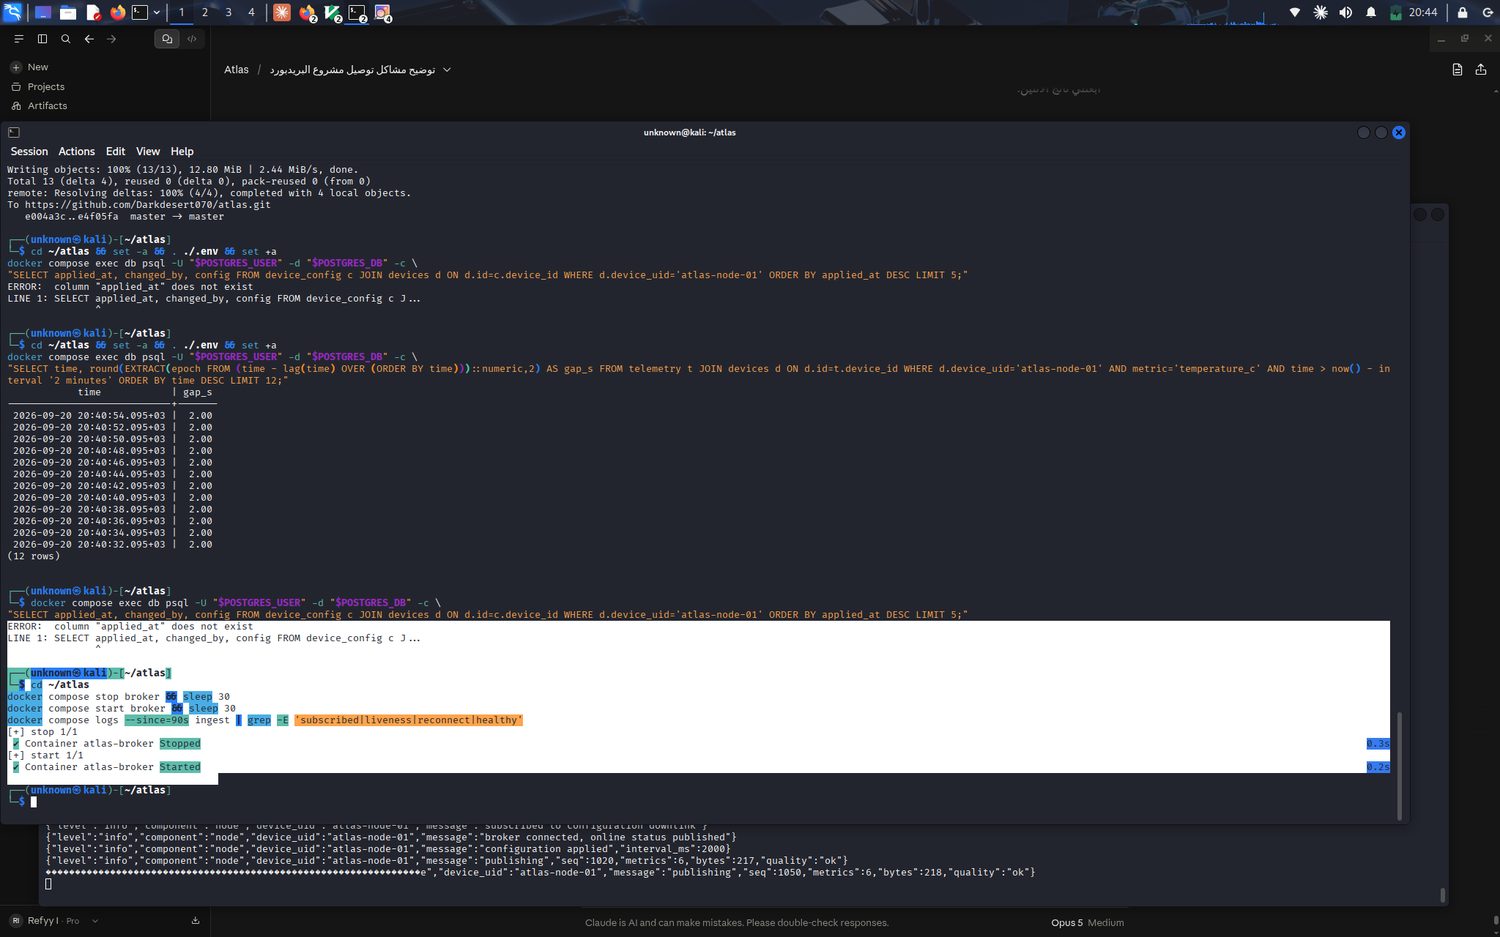 1 2 3 4 2 2 2 4 20:44
New
Projects
Artifacts
Atlas / توضيح مشاكل توصيل مشروع البريدبورد
unknown@kali: ~/atlas
Session Actions Edit View Help
Writing objects: 100% (13/13), 12.80 MiB | 2.44 MiB/s, done.
Total 13 (delta 4), reused 0 (delta 0), pack-reused 0 (from 0)
remote: Resolving deltas: 100% (4/4), completed with 4 local objects.
To https://github.com/Darkdesert070/atlas.git
e004a3c..e4f05fa master → master
┌──(unknown㉿kali)-[~/atlas]
└─$ cd ~/atlas && set -a && . ./.env && set +a
docker compose exec db psql -U "$POSTGRES_USER" -d "$POSTGRES_DB" -c \
"SELECT applied_at, changed_by, config FROM device_config c JOIN devices d ON d.id=c.device_id WHERE d.device_uid='atlas-node-01' ORDER BY applied_at DESC LIMIT 5;"
ERROR: column "applied_at" does not exist
LINE 1: SELECT applied_at, changed_by, config FROM device_config c J...
^
┌──(unknown㉿kali)-[~/atlas]
└─$ cd ~/atlas && set -a && . ./.env && set +a
docker compose exec db psql -U "$POSTGRES_USER" -d "$POSTGRES_DB" -c \
"SELECT time, round(EXTRACT(epoch FROM (time - lag(time) OVER (ORDER BY time)))::numeric,2) AS gap_s FROM telemetry t JOIN devices d ON d.id=t.device_id WHERE d.device_uid='atlas-node-01' AND metric='temperature_c' AND time > now() - in
terval '2 minutes' ORDER BY time DESC LIMIT 12;"
time | gap_s
2026-09-20 20:40:54.095+03 | 2.00
2026-09-20 20:40:52.095+03 | 2.00
2026-09-20 20:40:50.095+03 | 2.00
2026-09-20 20:40:48.095+03 | 2.00
2026-09-20 20:40:46.095+03 | 2.00
2026-09-20 20:40:44.095+03 | 2.00
2026-09-20 20:40:42.095+03 | 2.00
2026-09-20 20:40:40.095+03 | 2.00
2026-09-20 20:40:38.095+03 | 2.00
2026-09-20 20:40:36.095+03 | 2.00
2026-09-20 20:40:34.095+03 | 2.00
2026-09-20 20:40:32.095+03 | 2.00
(12 rows)
┌──(unknown㉿kali)-[~/atlas]
└─$ docker compose exec db psql -U "$POSTGRES_USER" -d "$POSTGRES_DB" -c \
"SELECT applied_at, changed_by, config FROM device_config c JOIN devices d ON d.id=c.device_id WHERE d.device_uid='atlas-node-01' ORDER BY applied_at DESC LIMIT 5;"
ERROR: column "applied_at" does not exist
LINE 1: SELECT applied_at, changed_by, config FROM device_config c J...
^
┌──(unknown㉿kali)-[~/atlas]
└─$ cd ~/atlas
docker compose stop broker && sleep 30
docker compose start broker && sleep 30
docker compose logs --since=90s ingest | grep -E 'subscribed|liveness|reconnect|healthy'
[+] stop 1/1
✔ Container atlas-broker Stopped 0.3s
[+] start 1/1
✔ Container atlas-broker Started 0.2s
┌──(unknown㉿kali)-[~/atlas]
└─$
{"level":"info","component":"node","device_uid":"atlas-node-01","message":"subscribed to configuration downlink"}
{"level":"info","component":"node","device_uid":"atlas-node-01","message":"broker connected, online status published"}
{"level":"info","component":"node","device_uid":"atlas-node-01","message":"configuration applied","interval_ms":2000}
{"level":"info","component":"node","device_uid":"atlas-node-01","message":"publishing","seq":1020,"metrics":6,"bytes":217,"quality":"ok"}
e","device_uid":"atlas-node-01","message":"publishing","seq":1050,"metrics":6,"bytes":218,"quality":"ok"}
RI Refyy I · Pro
Claude is AI and can make mistakes. Please double-check responses.
Opus 5 Medium